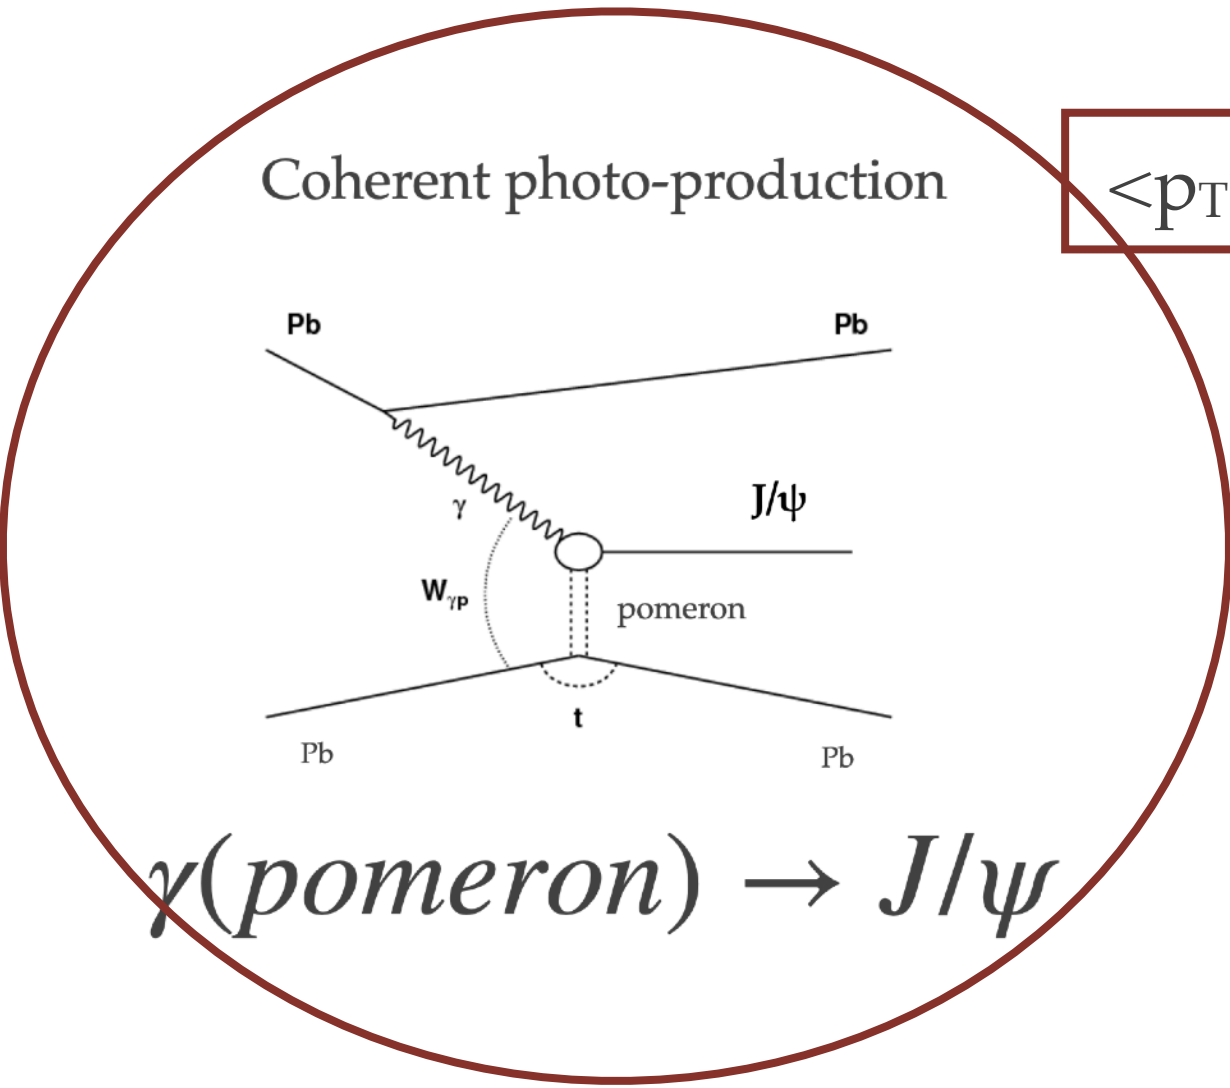 Coherent photo-production
<pT
Pb
Pb
γ
J/ψ
Wγp
pomeron
t
Pb
Pb
γ(pomeron) → J/ψ